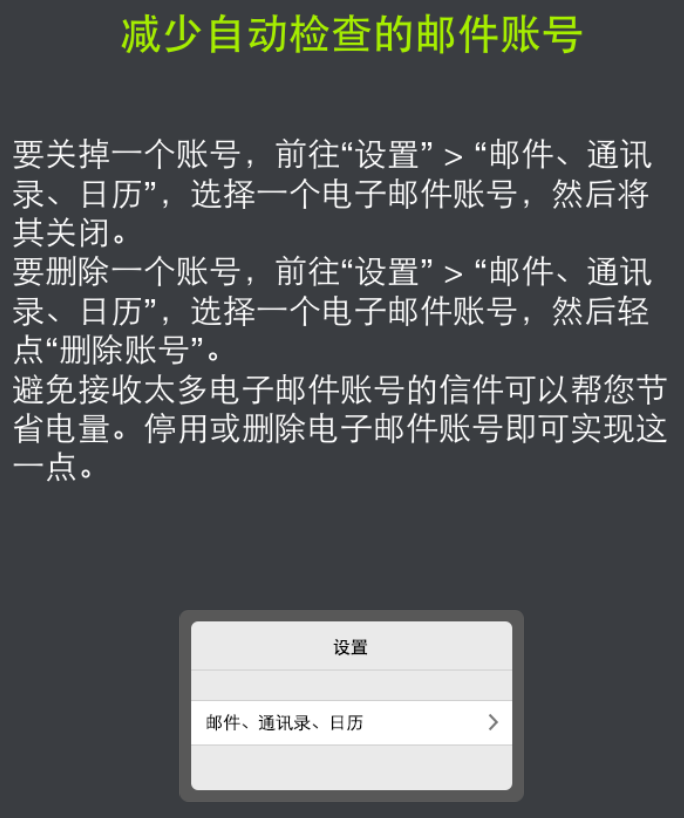 减少自动检查的邮件账号
要关掉一个账号，前往“设置” > “邮件、通讯
录、日历”，选择一个电子邮件账号，然后将
其关闭。
要删除一个账号，前往“设置” > “邮件、通讯
录、日历”，选择一个电子邮件账号，然后轻
点“删除账号”。
避免接收太多电子邮件账号的信件可以帮您节
省电量。停用或删除电子邮件账号即可实现这
一点。
设置
邮件、通讯录、日历